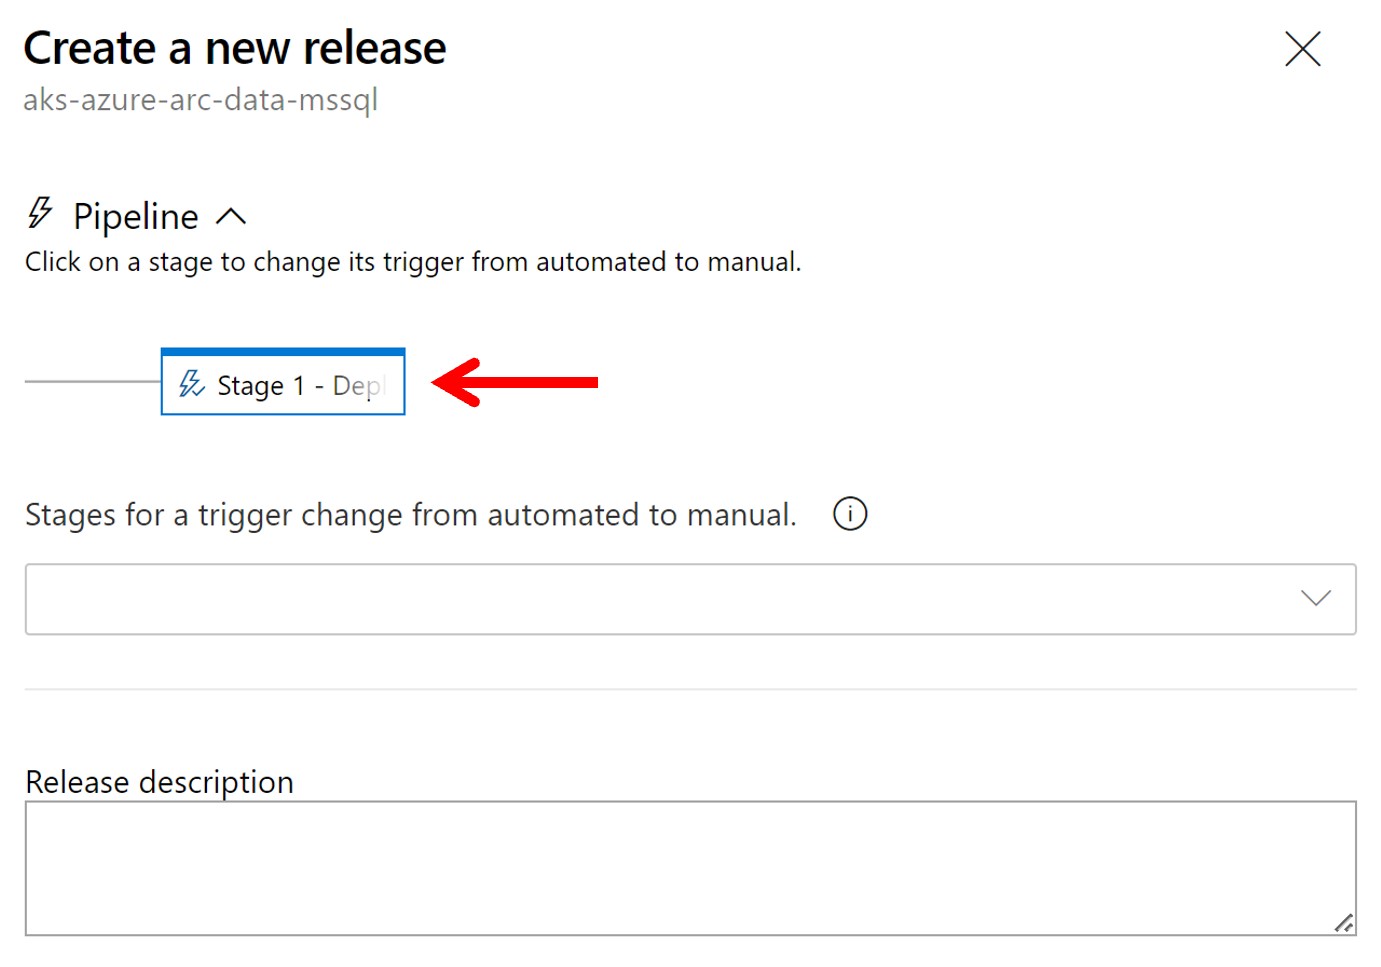 Create a new release
aks-azure-arc-data-mssql
Pipeline
Click on a stage to change its trigger from automated to manual.
Stage 1 - Depl
Stages for a trigger change from automated to manual.
Release description